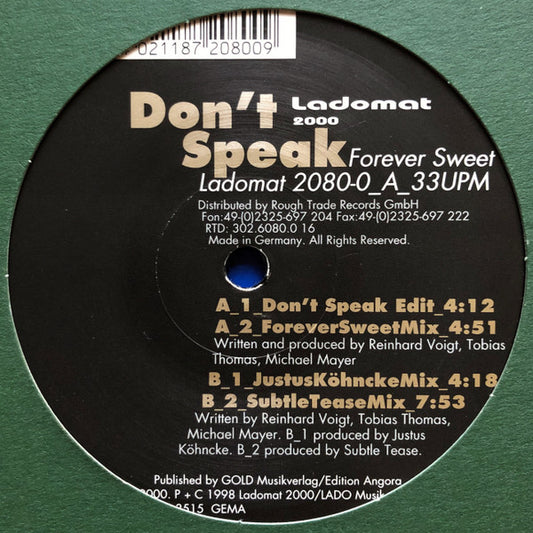 021187 208009
Don't Ladomat
2000
Speak Forever Sweet
Ladomat 2080-0_A_33UPM
Distributed by Rough Trade Records GmbH
Fon:49-(0)2325-697 204 Fax:49-(0)2325-697 222
RTD: 302.6080.0 16
Made in Germany. All Rights Reserved.
A_1_Don't Speak Edit_4:12
A_2_ForeverSweetMix_4:51
Written and produced by Reinhard Voigt, Tobias
Thomas, Michael Mayer
B_1_JustusKöhnckeMix_4:18
B_2_SubtleTeaseMix_7:53
Written by Reinhard Voigt, Tobias Thomas,
Michael Mayer. B_1 produced by Justus
Köhncke. B_2 produced by Subtle Tease.
Published by GOLD Musikverlag/Edition Angora
2000. P + C 1998 Ladomat 2000/LADO Musik
3515 GEMA